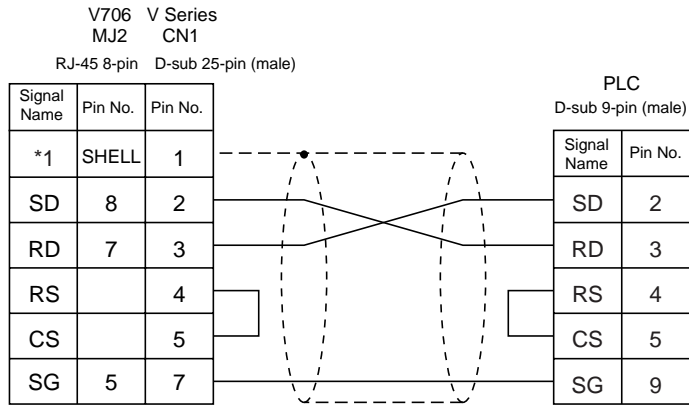 V706 V Series
MJ2 CN1
RJ-45 8-pin D-sub 25-pin (male)
Signal Name Pin No. Pin No.
*1 SHELL 1
SD 8 2
RD 7 3
RS 4
CS 5
SG 5 7
PLC
D-sub 9-pin (male)
Signal Name Pin No.
SD 2
RD 3
RS 4
CS 5
SG 9